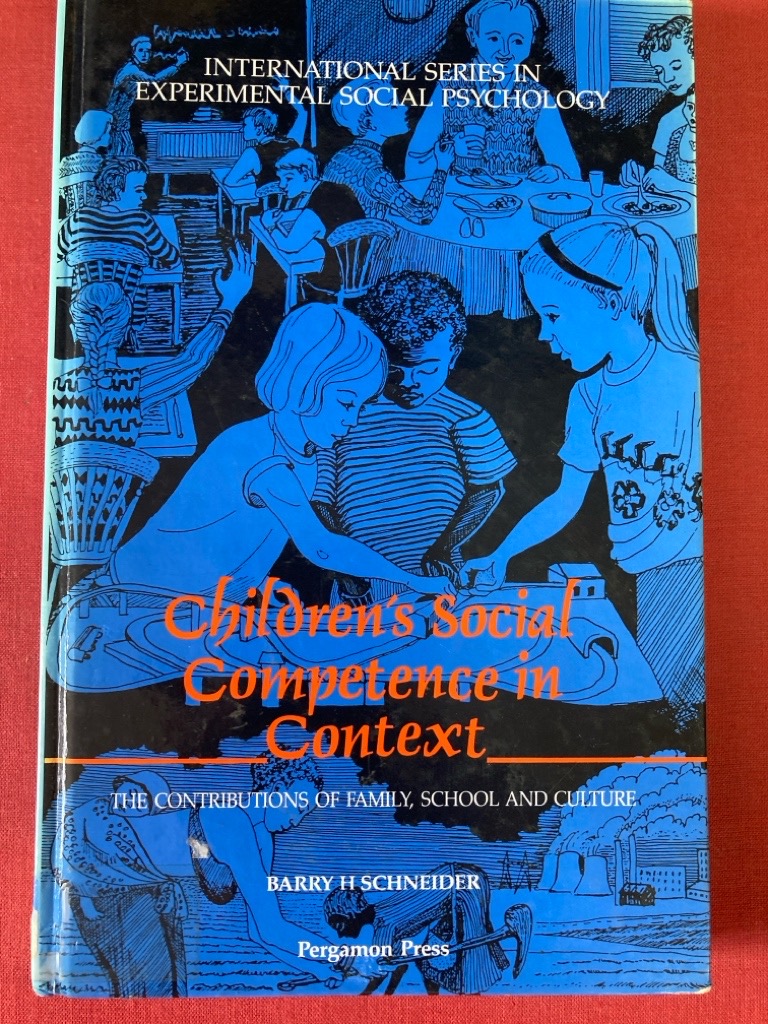 INTERNATIONAL SERIES IN
EXPERIMENTAL SOCIAL PSYCHOLOGY
Children's Social
Competence in
Context
THE CONTRIBUTIONS OF FAMILY, SCHOOL AND CULTURE
BARRY H SCHNEIDER
Pergamon Press